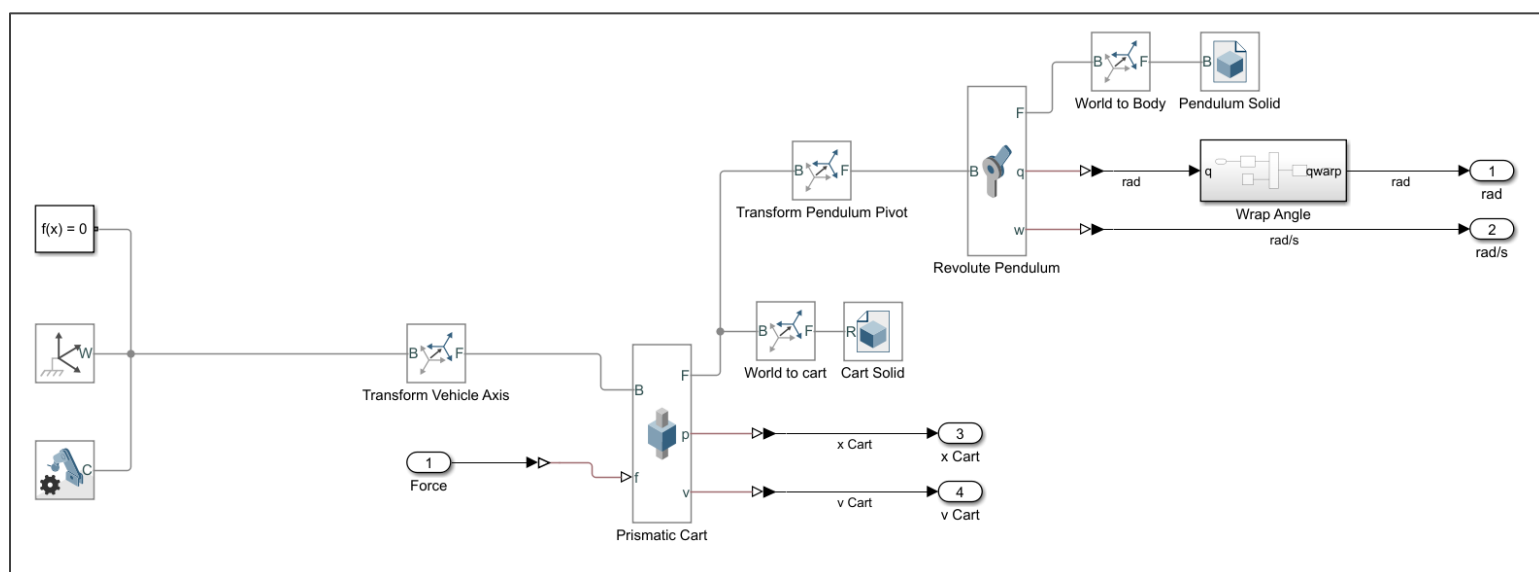 B
F
B
World to Body
Pendulum Solid
F
B
q
w
Revolute Pendulum
B
F
Transform Pendulum Pivot
rad
q
qwarp
Wrap Angle
rad
1
rad
rad/s
2
rad/s
f(x) = 0
W
C
B
F
Transform Vehicle Axis
B
F
World to cart
R
Cart Solid
B
F
p
f
v
Prismatic Cart
1
Force
x Cart
3
x Cart
v Cart
4
v Cart